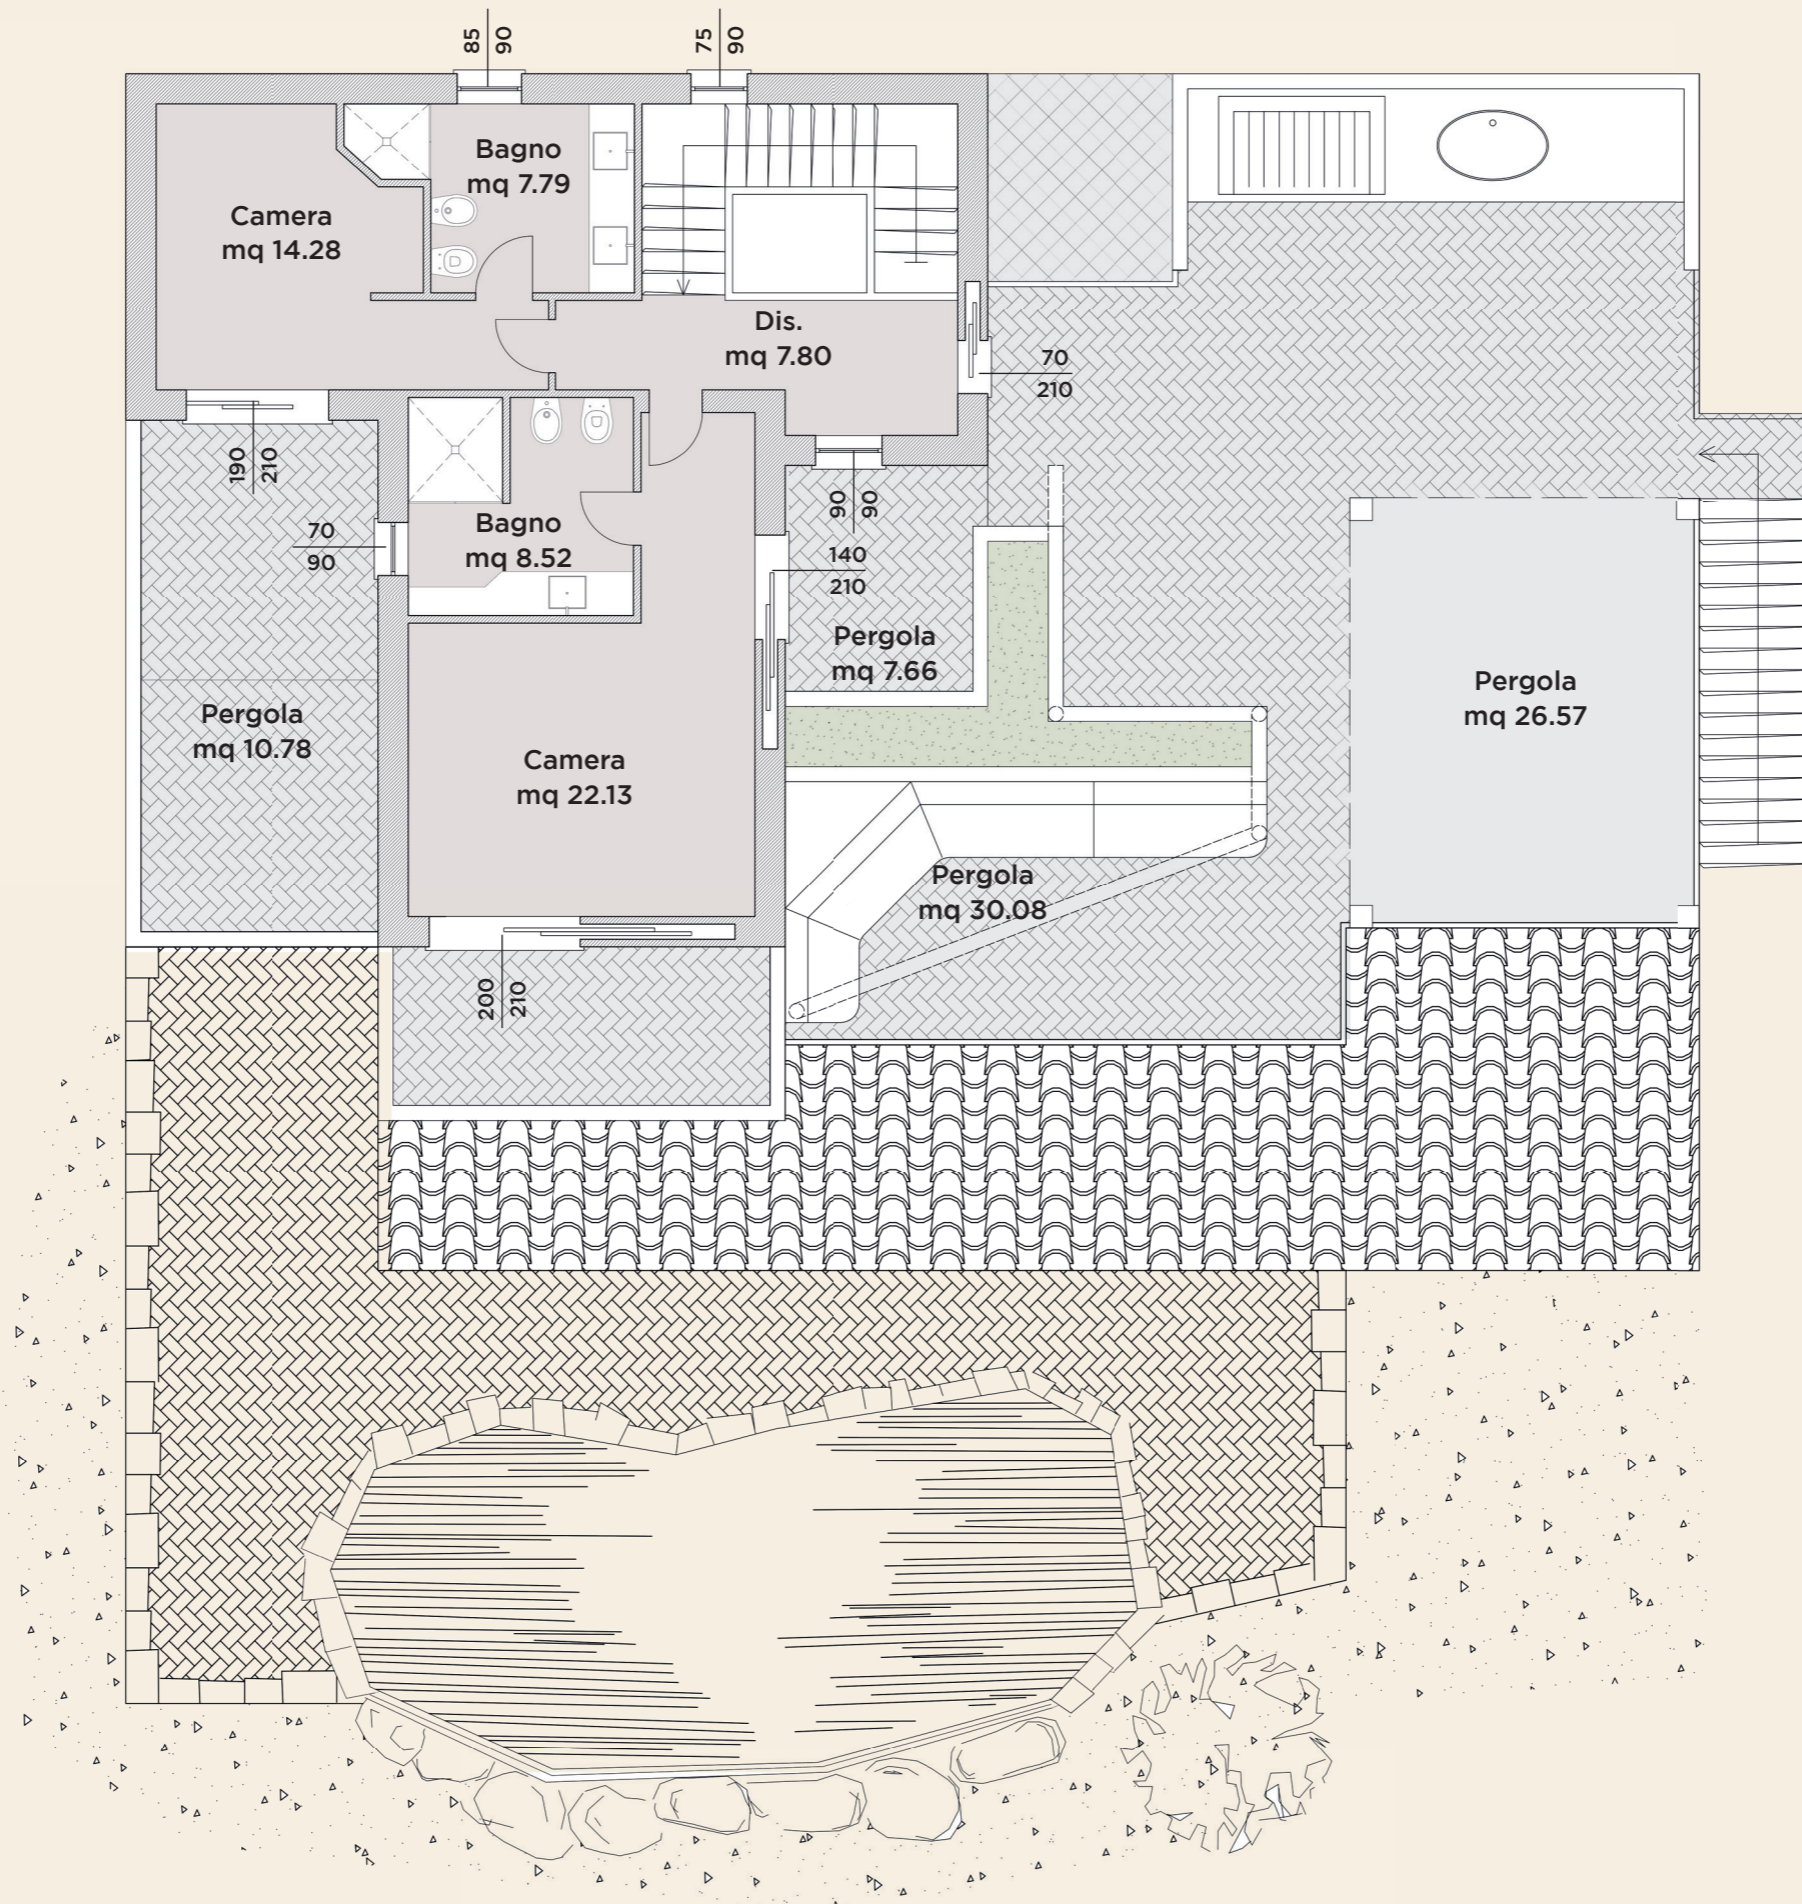 85
90
75
90
Bagno
mq 7.79
Camera
mq 14.28
Dis.
mq 7.80
70
210
190
210
90
90
70
90
Bagno
mq 8.52
140
210
Pergola
mq 7.66
Pergola
mq 26.57
Pergola
mq 10.78
Camera
mq 22.13
Pergola
mq 30.08
200
210